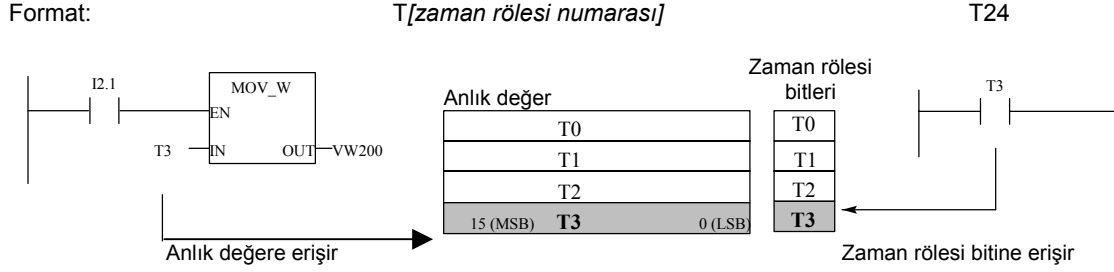 Format: T[zaman rölesi numarası] T24
I2.1
MOV_W
EN
T3 IN OUT VW200
Anlık değere erişir
Anlık değer
T0
T1
T2
15 (MSB) T3 0 (LSB)
Zaman rölesi
bitleri
T0
T1
T2
T3
T3
Zaman rölesi bitine erişir